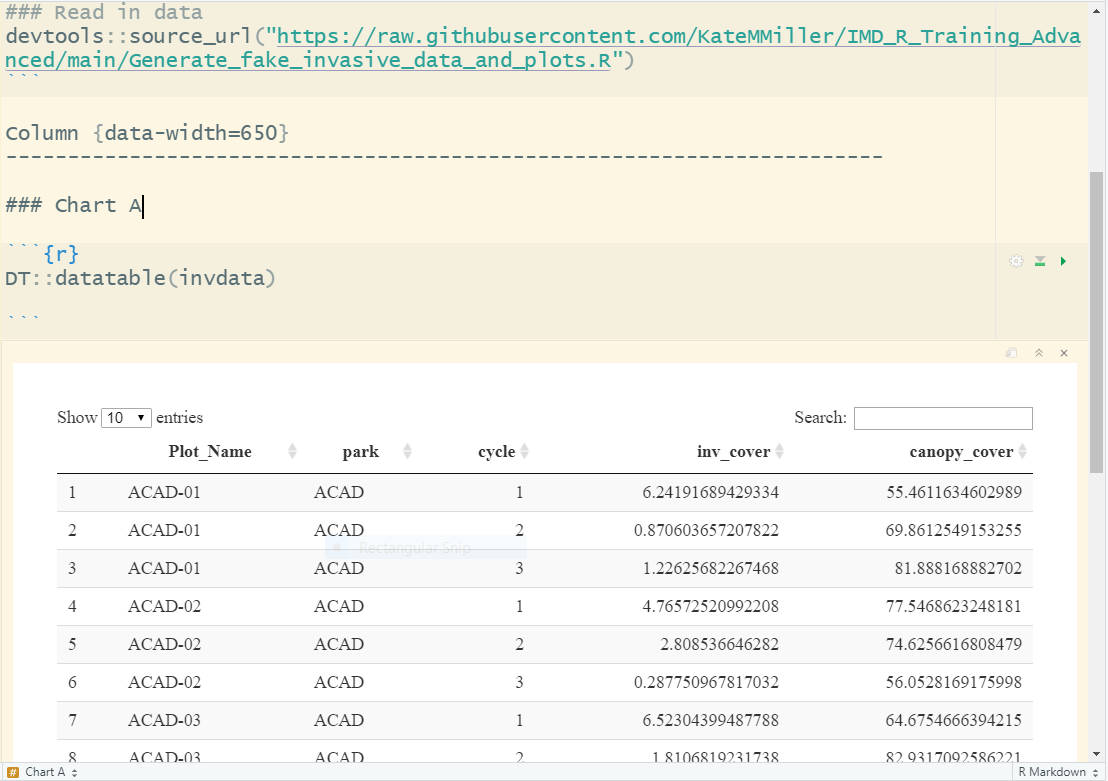 ### Read in data
devtools::source_url("https://raw.githubusercontent.com/KateMMiller/IMD_R_Training_Adva
nced/main/Generate_fake_invasive_data_and_plots.R")
```
Column {data-width=650}
-----------------------------------------------------------------------
### Chart A
```{r}
DT::datatable(invdata)
```
Show 10 entries Search:
Plot_Name park cycle inv_cover canopy_cover
1 ACAD-01 ACAD 1 6.24191689429334 55.4611634602989
2 ACAD-01 ACAD 2 0.870603657207822 69.8612549153255
Rectangular Snip
3 ACAD-01 ACAD 3 1.22625682267468 81.888168882702
4 ACAD-02 ACAD 1 4.76572520992208 77.5468623248181
5 ACAD-02 ACAD 2 2.808536646282 74.6256616808479
6 ACAD-02 ACAD 3 0.287750967817032 56.0528169175998
7 ACAD-03 ACAD 1 6.52304399487788 64.6754666394215
8 ACAD-03 ACAD 2 1.8106819231738 82.9317092586221
# Chart A R Markdown